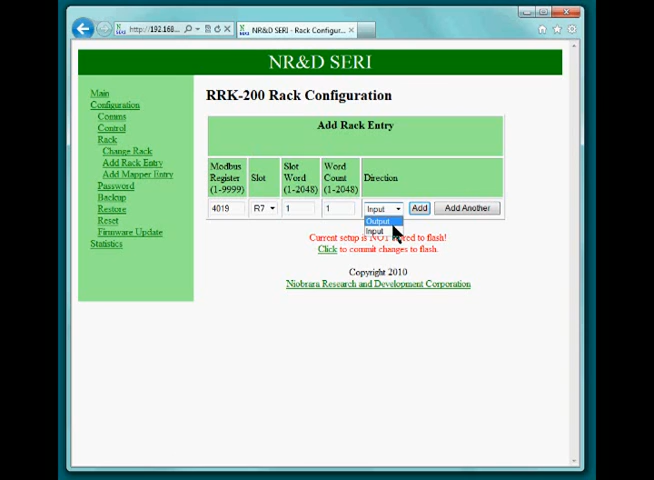 http://192.168...
NR&D SERI - Rack Configur...
NR&D SERI
Main
Configuration
Comms
Control
Rack
Change Rack
Add Rack Entry
Add Mapper Entry
Password
Backup
Restore
Reset
Firmware Update
Statistics
RRK-200 Rack Configuration
Add Rack Entry
Modbus Register (1-9999) Slot Slot Word (1-2048) Word Count (1-2048) Direction
4019 R7 1 1 Input Add Add Another
Output
Input
Current setup is NOT ed to flash!
Click to commit changes to flash.
Copyright 2010
Niobrara Research and Development Corporation